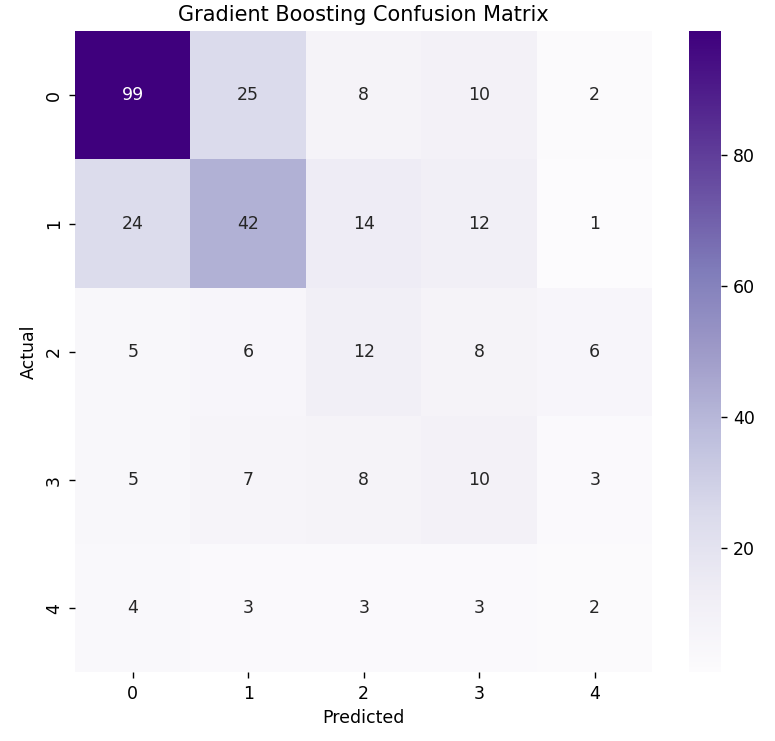 Gradient Boosting Confusion Matrix
0 99 25 8 10 2
80
1 24 42 14 12 1
60
Actual
2 5 6 12 8 6
40
3 5 7 8 10 3
20
4 4 3 3 3 2
0 1 2 3 4
Predicted